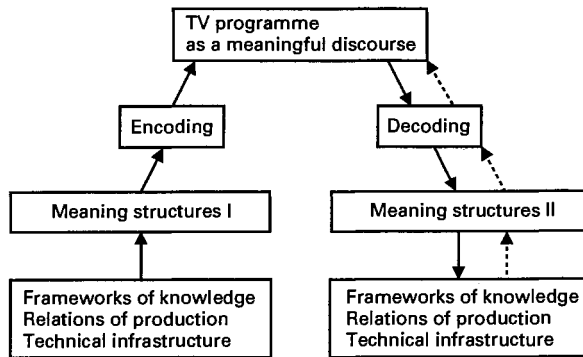 TV programme
as a meaningful discourse
Encoding
Decoding
Meaning structures I
Meaning structures II
Frameworks of knowledge
Relations of production
Technical infrastructure
Frameworks of knowledge
Relations of production
Technical infrastructure